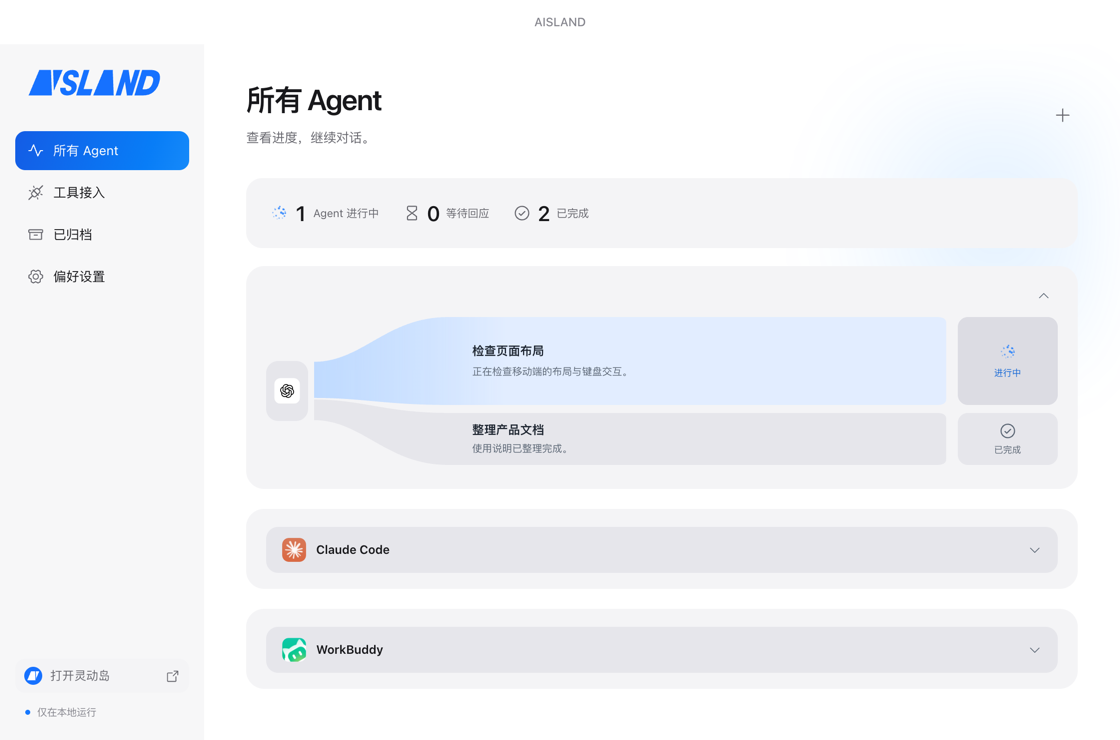 AISLAND
AISLAND
所有 Agent
工具接入
已归档
偏好设置
打开灵动岛
仅在本地运行
所有 Agent
查看进度，继续对话。
1 Agent 进行中
0 等待回应
2 已完成
检查页面布局
正在检查移动端的布局与键盘交互。
进行中
整理产品文档
使用说明已整理完成。
已完成
Claude Code
WorkBuddy